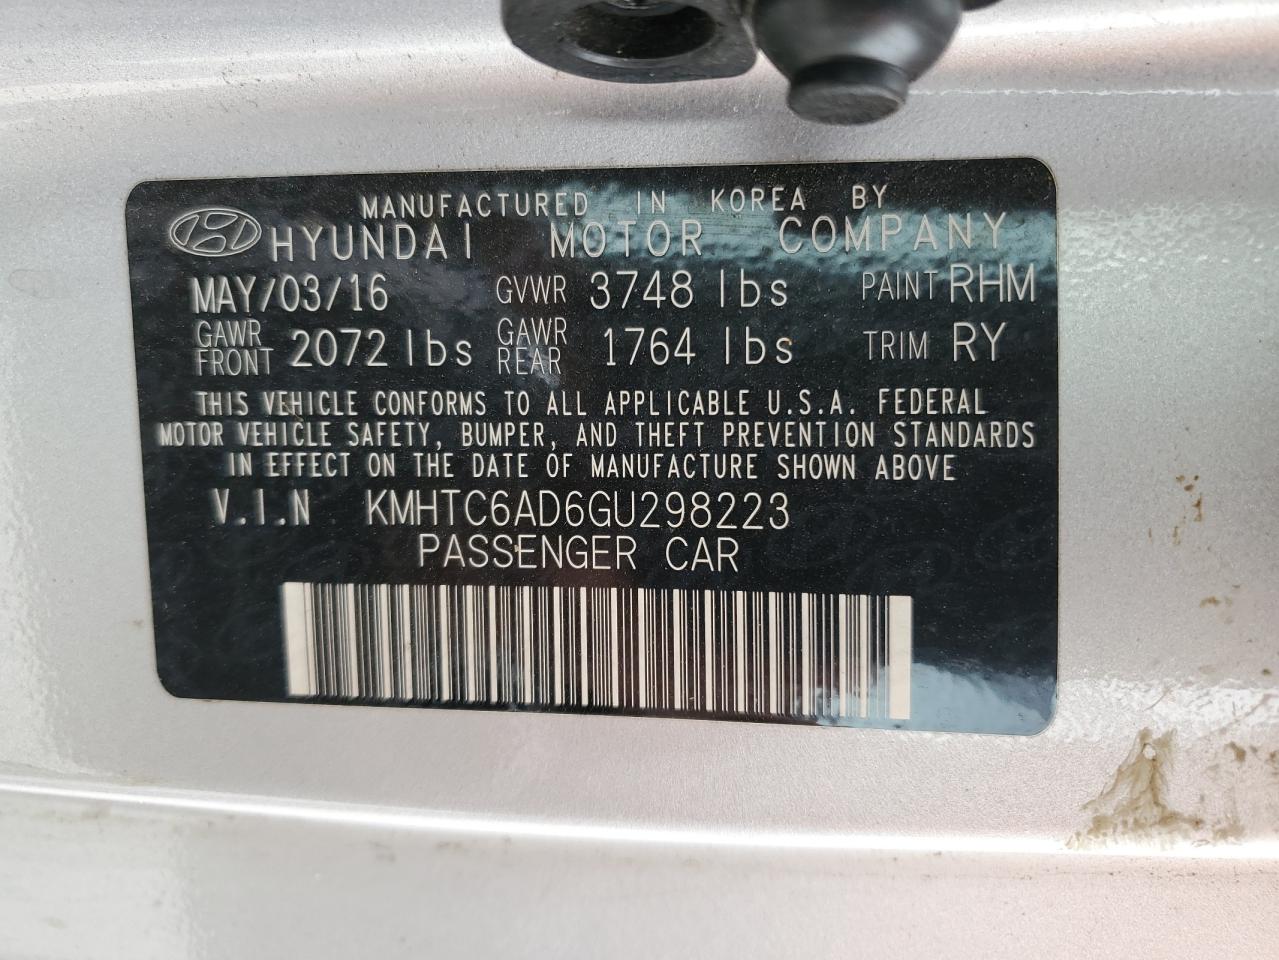 MANUFACTURED IN KOREA BY
HYUNDAI MOTOR COMPANY
MAY/03/16 GVWR 3748 lbs PAINT RHM
GAWR FRONT 2072 lbs GAWR REAR 1764 lbs TRIM RY
THIS VEHICLE CONFORMS TO ALL APPLICABLE U.S.A. FEDERAL
MOTOR VEHICLE SAFETY, BUMPER, AND THEFT PREVENTION STANDARDS
IN EFFECT ON THE DATE OF MANUFACTURE SHOWN ABOVE
V.I.N KMHTC6AD6GU298223
PASSENGER CAR